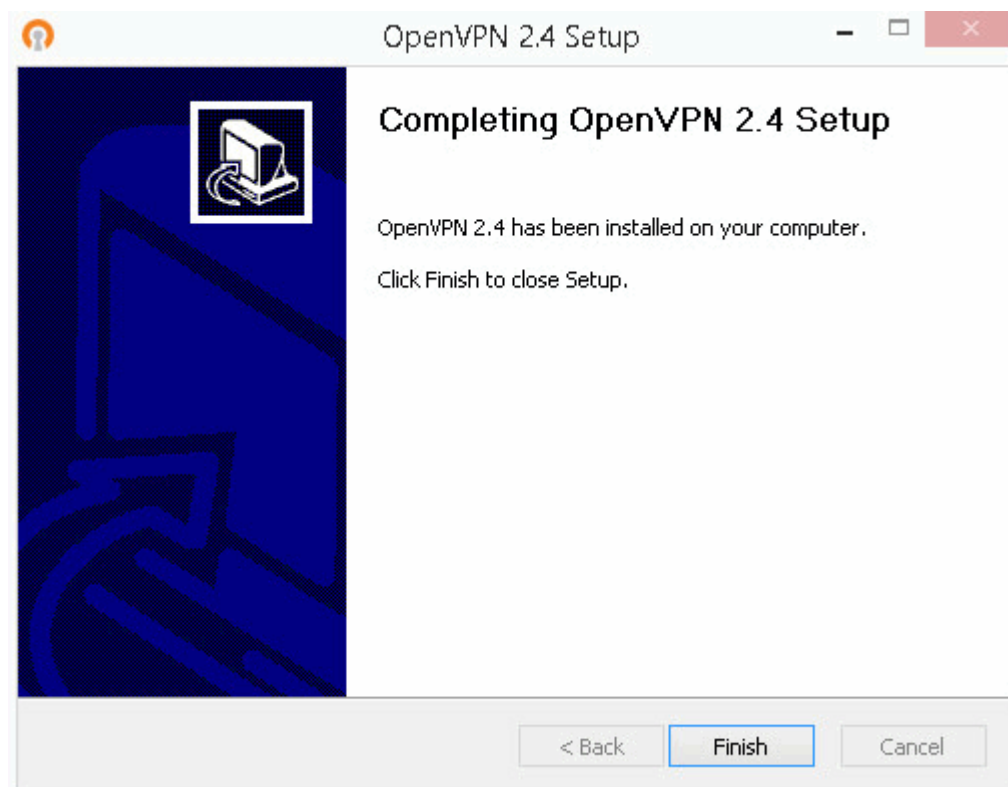 OpenVPN 2.4 Setup
Completing OpenVPN 2.4 Setup
OpenVPN 2.4 has been installed on your computer.
Click Finish to close Setup.
< Back
Finish
Cancel